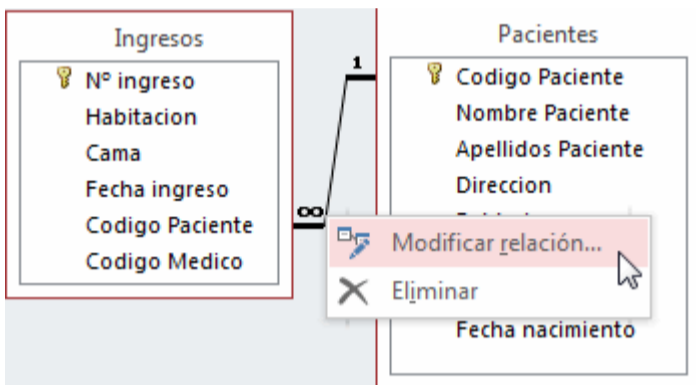 Ingresos
Nº ingreso
Habitacion
Cama
Fecha ingreso
Codigo Paciente
Codigo Medico
1
∞
Pacientes
Codigo Paciente
Nombre Paciente
Apellidos Paciente
Direccion
Modificar relación...
Eliminar
Fecha nacimiento